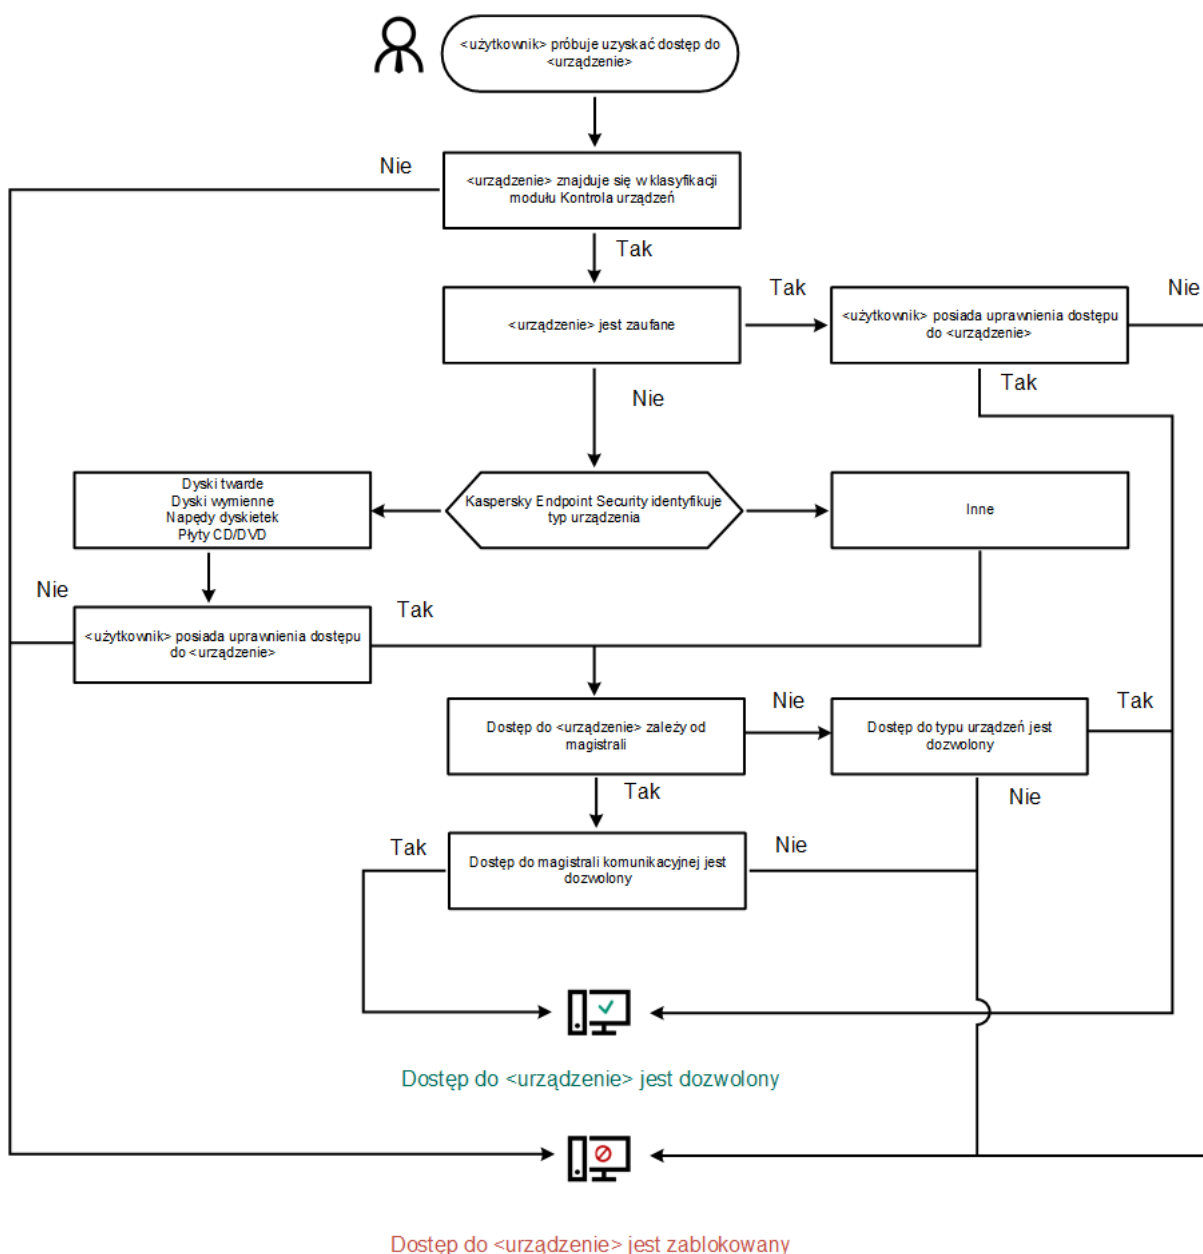 <użytkownik> próbuje uzyskać dostęp do
<urządzenie>
Nie
<urządzenie> znajduje się w klasyfikacji
modułu Kontrola urządzeń
Tak
<urządzenie> jest zaufane
Tak
<użytkownik> posiada uprawnienia dostępu
do <urządzenie>
Nie
Tak
Nie
Dyski twarde
Dyski wymienne
Napędy dyskietek
Płyty CD/DVD
Kaspersky Endpoint Security identyfikuje
typ urządzenia
Inne
Nie
<użytkownik> posiada uprawnienia dostępu
do <urządzenie>
Tak
Dostęp do <urządzenie> zależy od
magistrali
Nie
Dostęp do typu urządzeń jest
dozwolony
Tak
Tak
Nie
Tak
Dostęp do magistrali komunikacyjnej jest
dozwolony
Nie
Dostęp do <urządzenie> jest dozwolony
Dostęp do <urządzenie> jest zablokowany